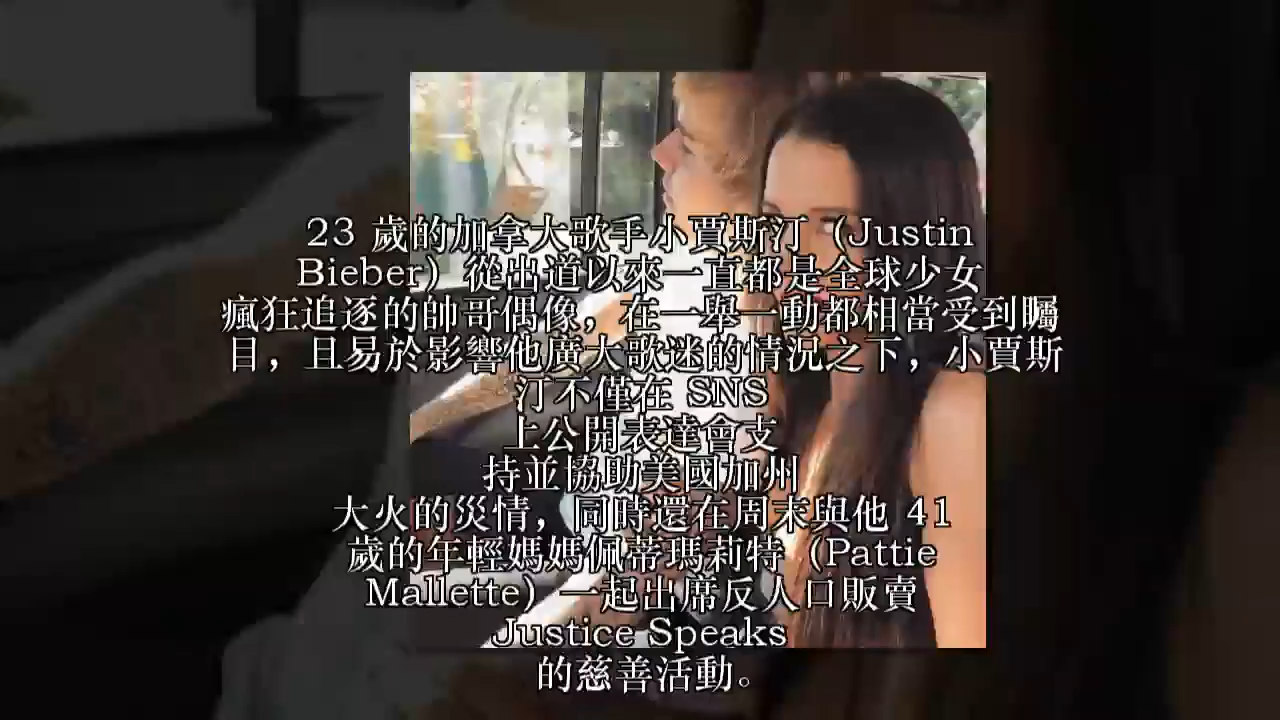 23 歲的加拿大歌手小賈斯汀（Justin
Bieber）從出道以來一直都是全球少女
瘋狂追逐的帥哥偶像，在一舉一動都相當受到矚
目，且易於影響他廣大歌迷的情況之下，小賈斯
汀不僅在 SNS
上公開表達會支
持並協助美國加州
大火的災情，同時還在周末與他 41
歲的年輕媽媽佩蒂瑪莉特（Pattie
Mallette）一起出席反人口販賣
Justice Speaks
的慈善活動。